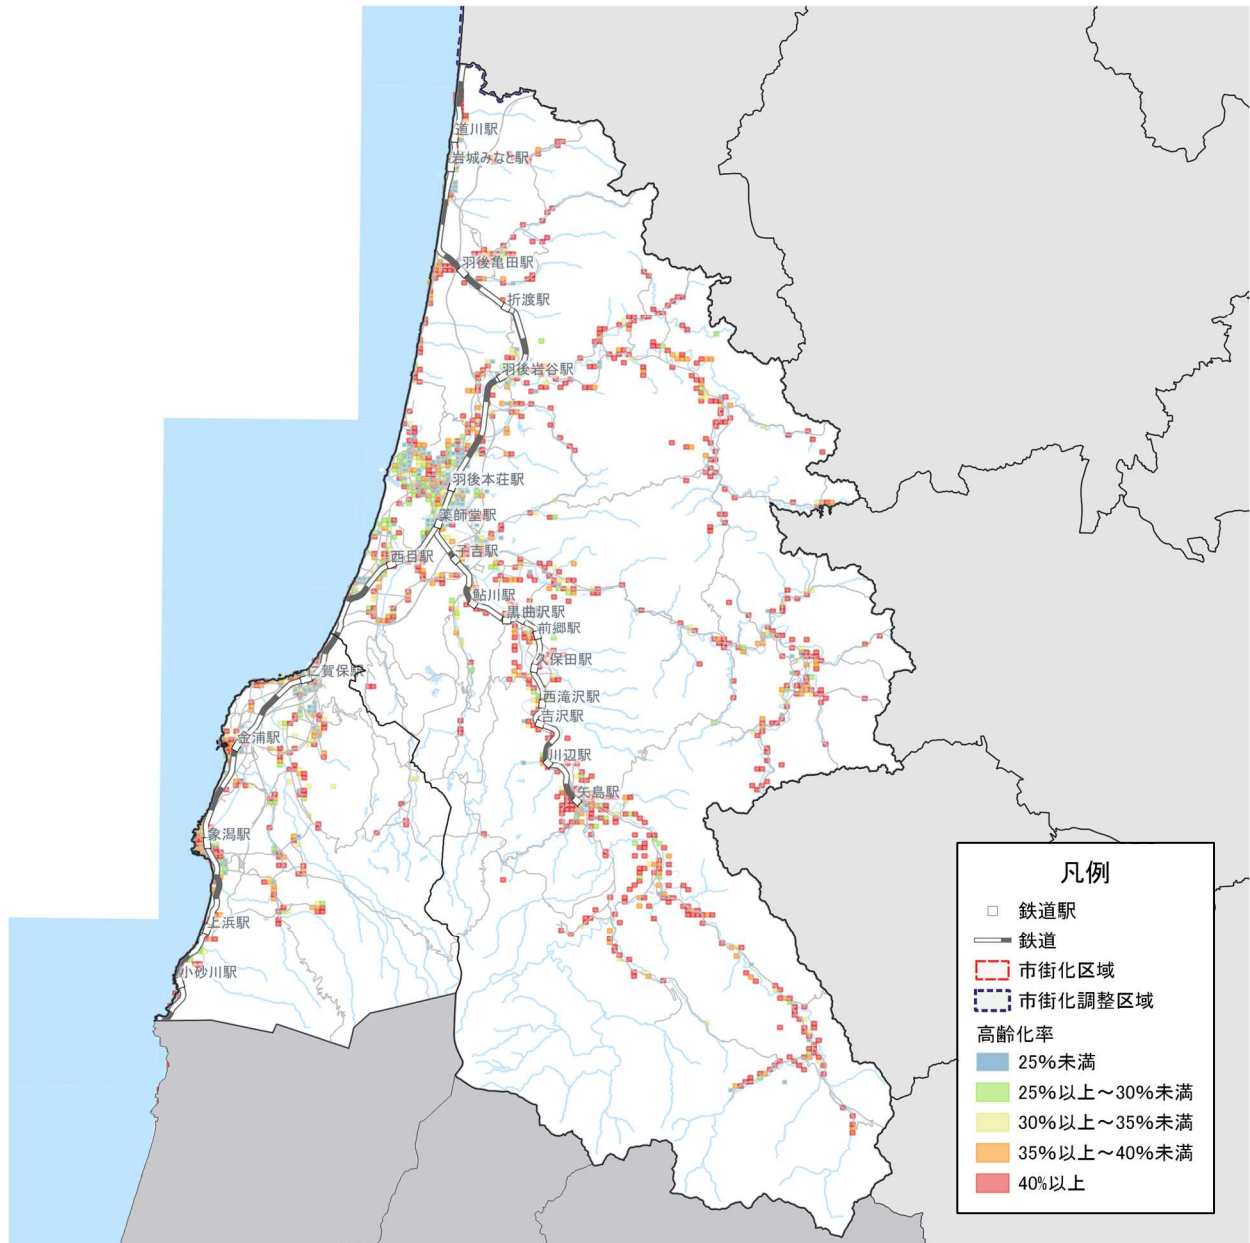 道川駅
岩城みなと駅
羽後亀田駅
折渡駅
羽後岩谷駅
羽後本荘駅
薬師堂駅
子吉駅
西目駅
鮎川駅
黒曲沢駅
前郷駅
久保田駅
西滝沢駅
吉沢駅
川辺駅
矢島駅
仁賀保駅
金浦駅
象潟駅
上浜駅
小砂川駅
凡例
鉄道駅
鉄道
市街化区域
市街化調整区域
高齢化率
25%未満
25%以上～30%未満
30%以上～35%未満
35%以上～40%未満
40%以上